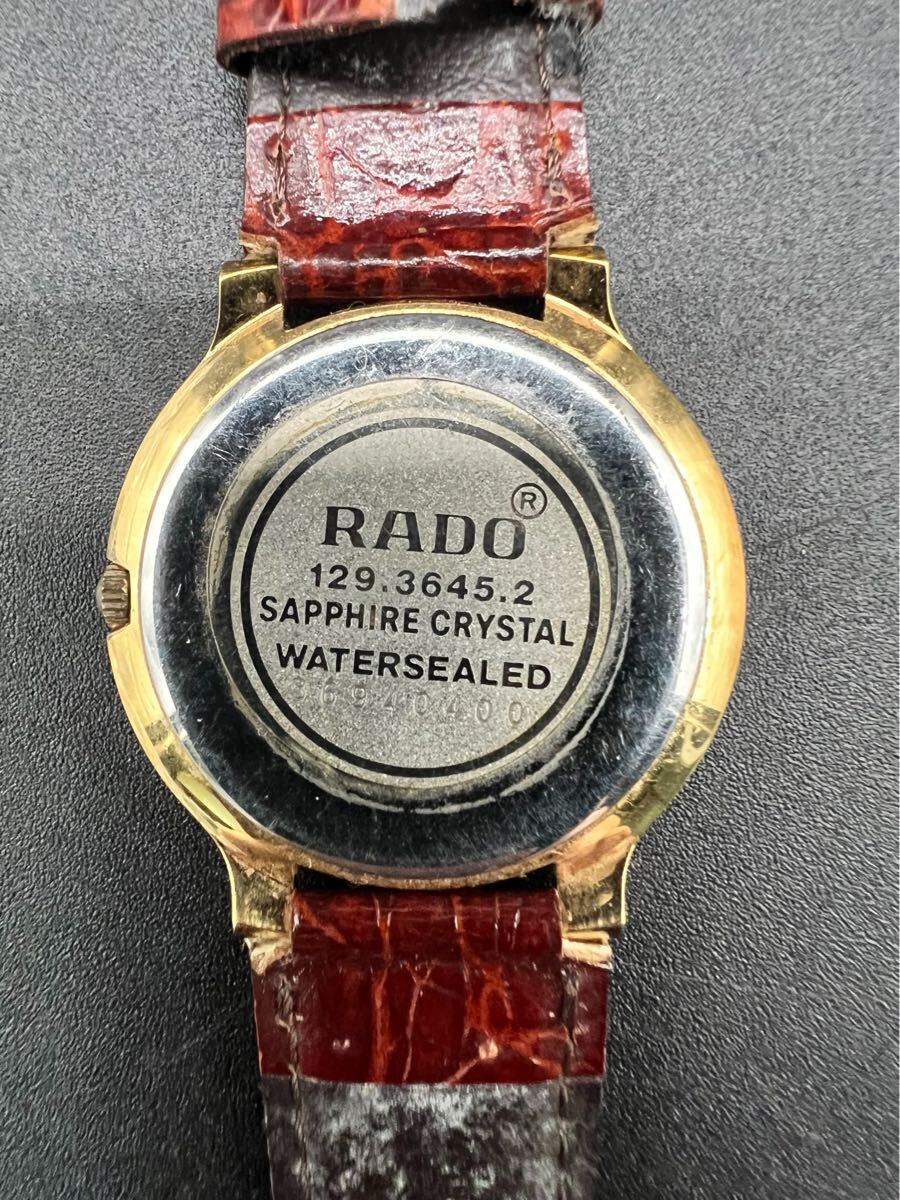 RADO®
129.3645.2
SAPPHIRE CRYSTAL
WATERSEALED
36940400